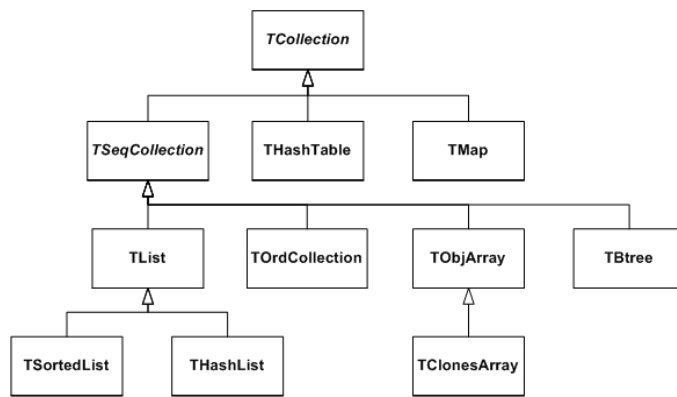 TCollection
TSeqCollection
THashTable
TMap
TList
TOrdCollection
TObjArray
TBtree
TSortedList
THashList
TClonesArray